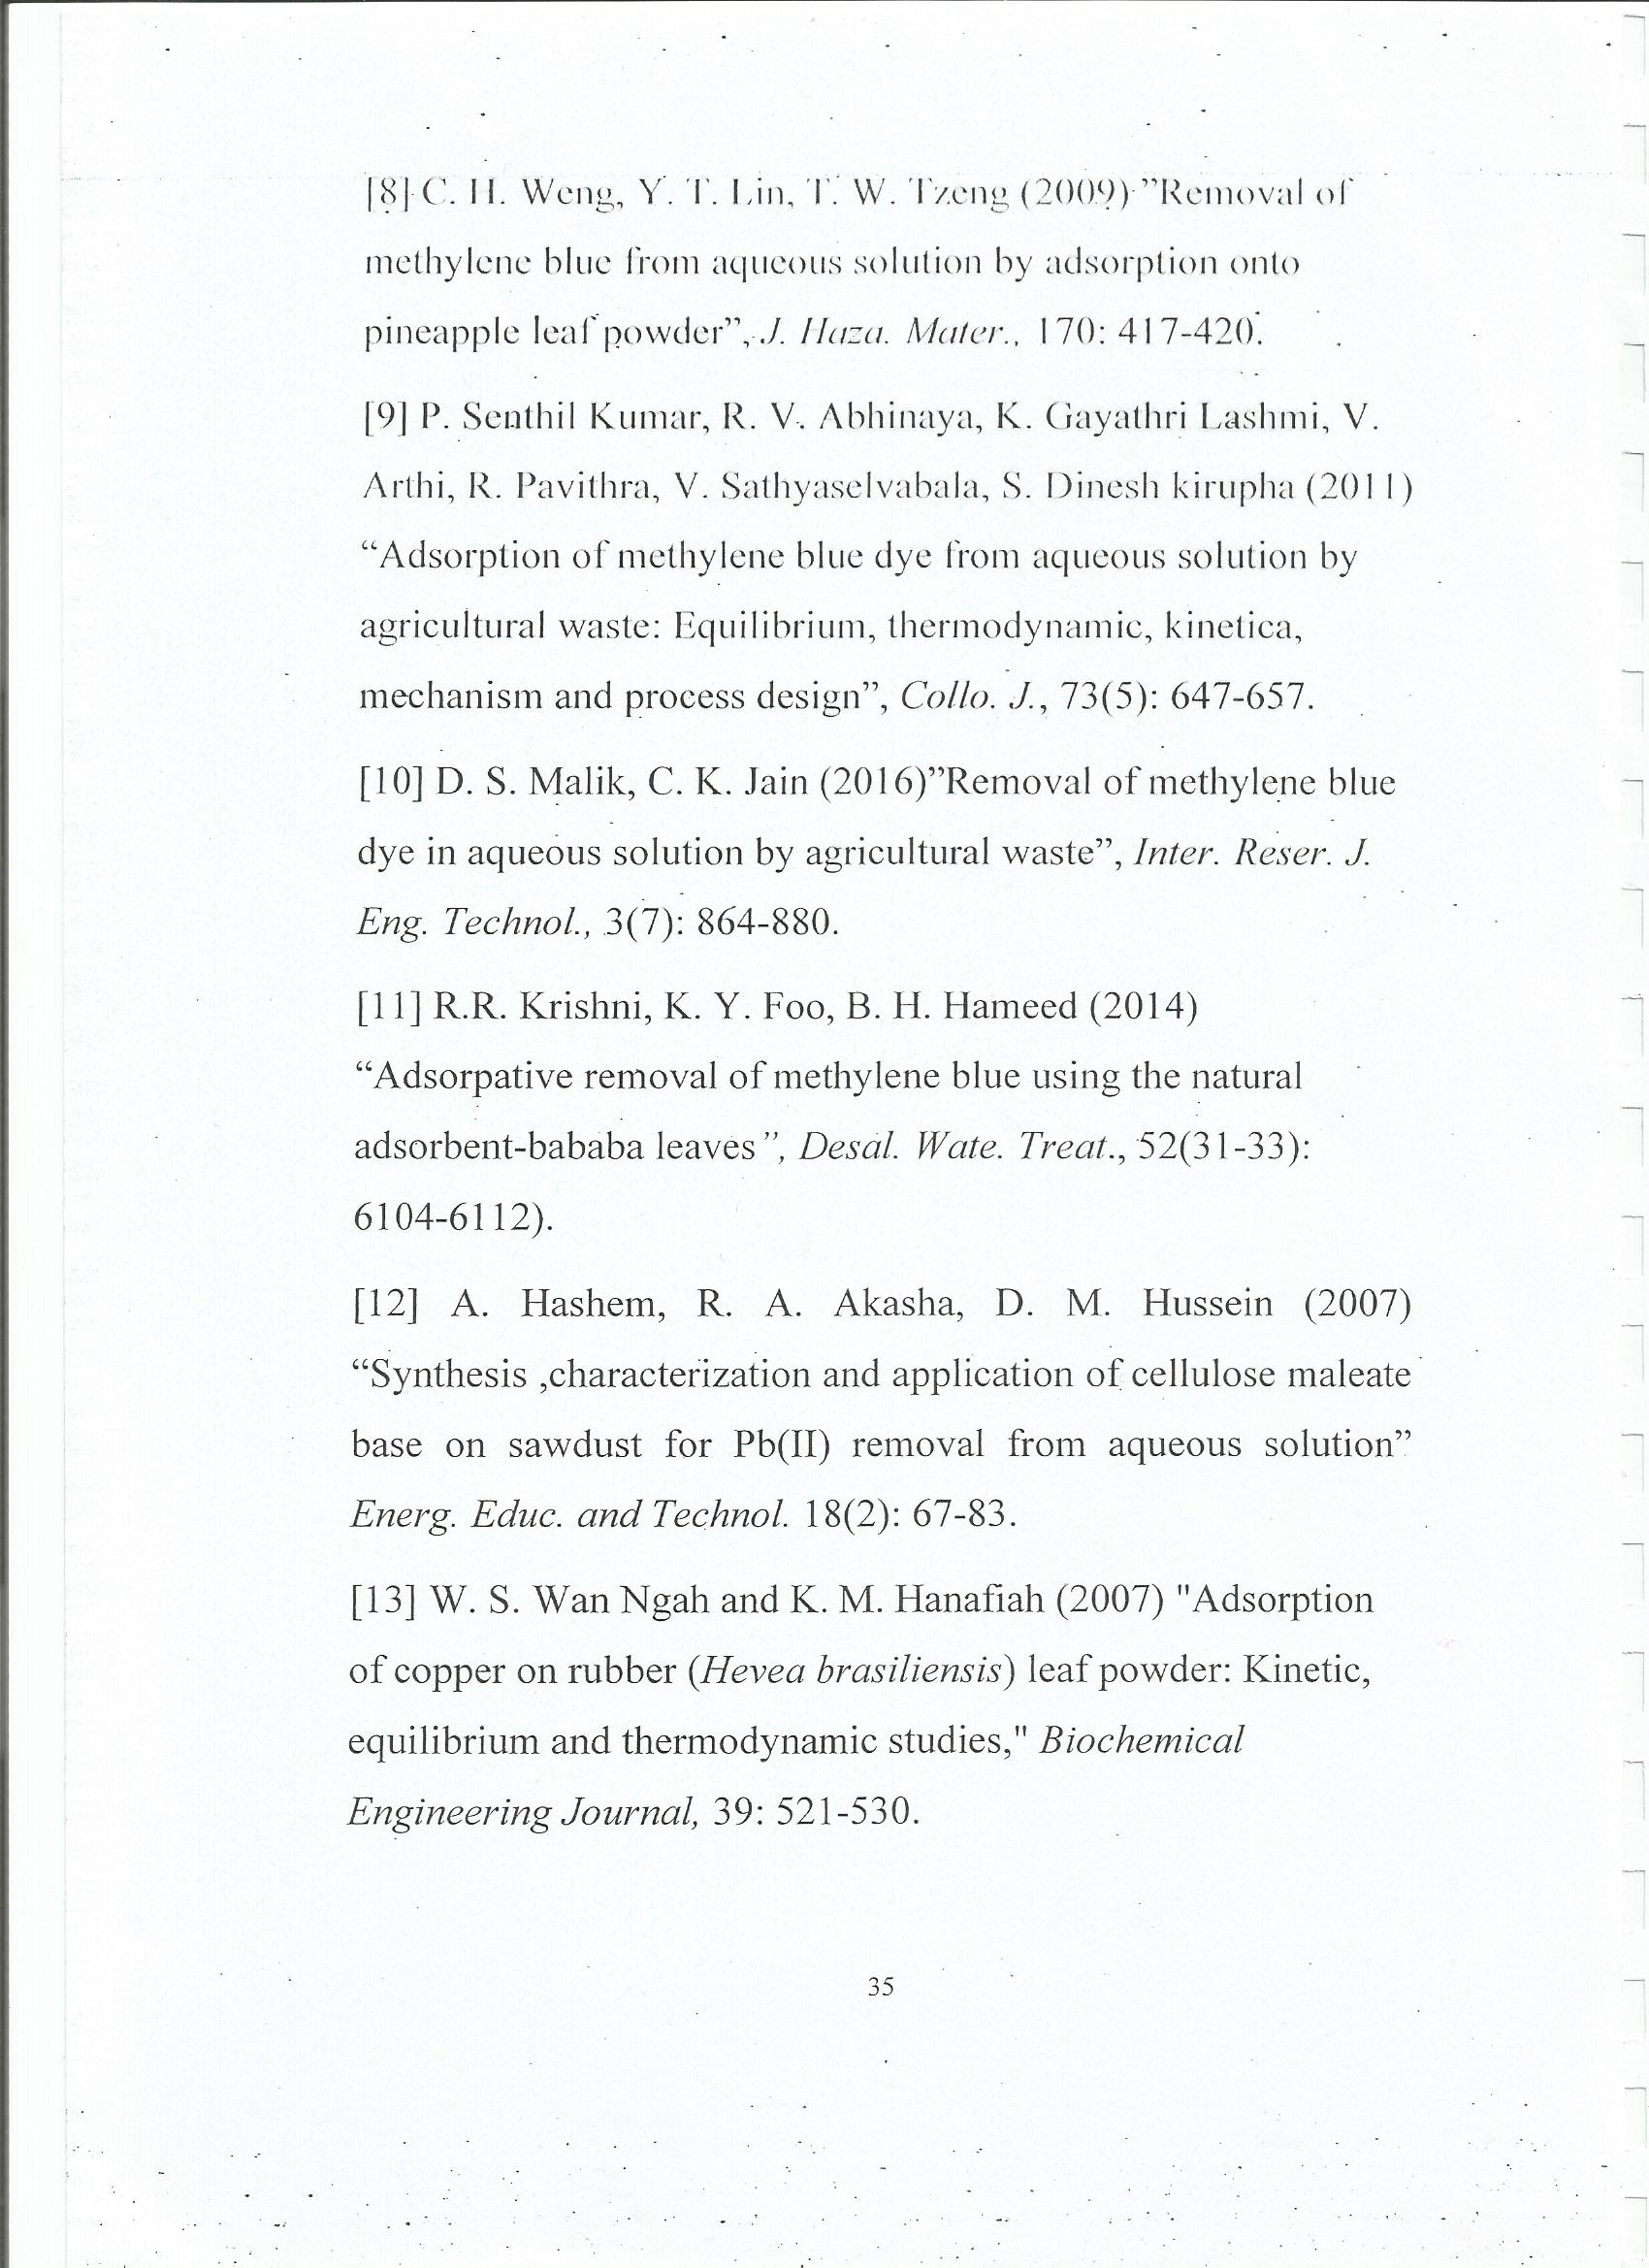 [8] C. H. Weng, Y. T. Lin, T. W. Tzeng (2009) ”Removal of
methylene blue from aqueous solution by adsorption onto
pineapple leaf powder”, J. Haza. Mater., 170: 417-420.
[9] P. Senthil Kumar, R. V. Abhinaya, K. Gayathri Lashmi, V.
Arthi, R. Pavithra, V. Sathyaselvabala, S. Dinesh kirupha (2011)
“Adsorption of methylene blue dye from aqueous solution by
agricultural waste: Equilibrium, thermodynamic, kinetica,
mechanism and process design”, Collo. J., 73(5): 647-657.
[10] D. S. Malik, C. K. Jain (2016)”Removal of methylene blue
dye in aqueous solution by agricultural waste”, Inter. Reser. J.
Eng. Technol., 3(7): 864-880.
[11] R.R. Krishni, K. Y. Foo, B. H. Hameed (2014)
“Adsorpative removal of methylene blue using the natural
adsorbent-bababa leaves”, Desal. Wate. Treat., 52(31-33):
6104-6112).
[12] A. Hashem, R. A. Akasha, D. M. Hussein (2007)
“Synthesis ,characterization and application of cellulose maleate
base on sawdust for Pb(II) removal from aqueous solution”
Energ. Educ. and Technol. 18(2): 67-83.
[13] W. S. Wan Ngah and K. M. Hanafiah (2007) "Adsorption
of copper on rubber (Hevea brasiliensis) leaf powder: Kinetic,
equilibrium and thermodynamic studies," Biochemical
Engineering Journal, 39: 521-530.
35